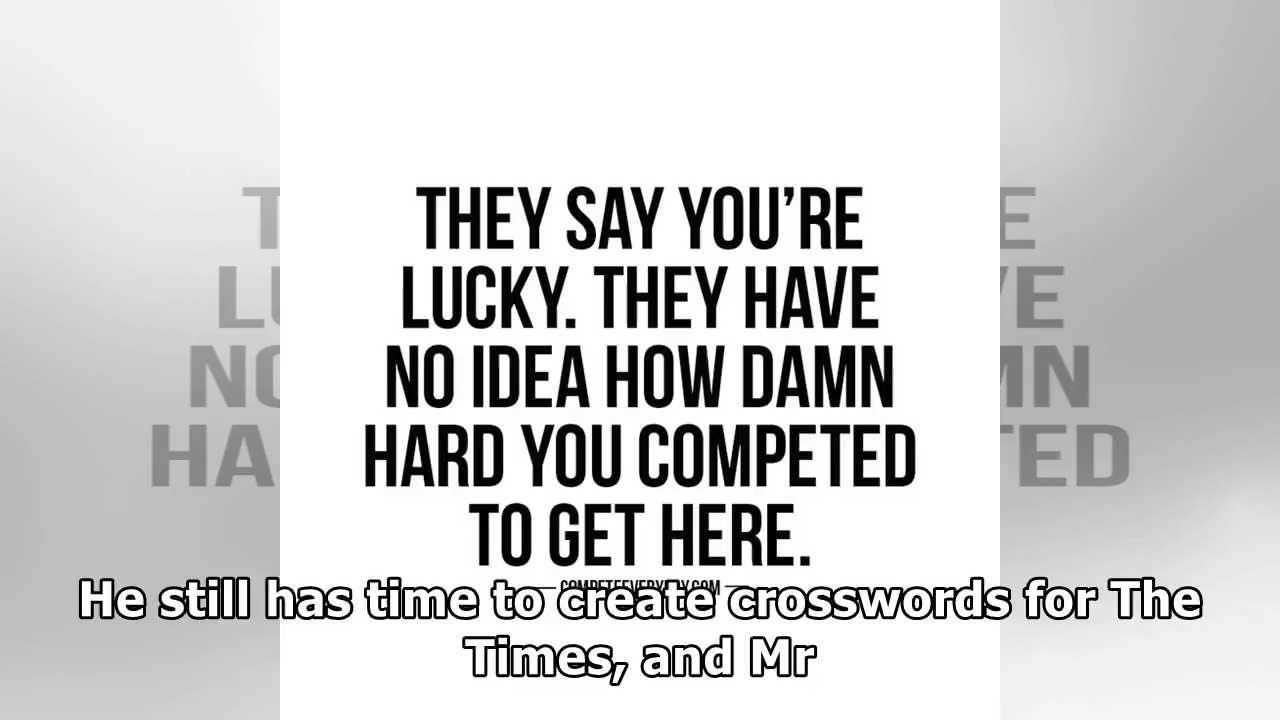 THEY SAY YOU'RE
LUCKY. THEY HAVE
NO IDEA HOW DAMN
HARD YOU COMPETED
TO GET HERE.
COMPETEEVERYDAY.COM
He still has time to create crosswords for The
Times, and Mr